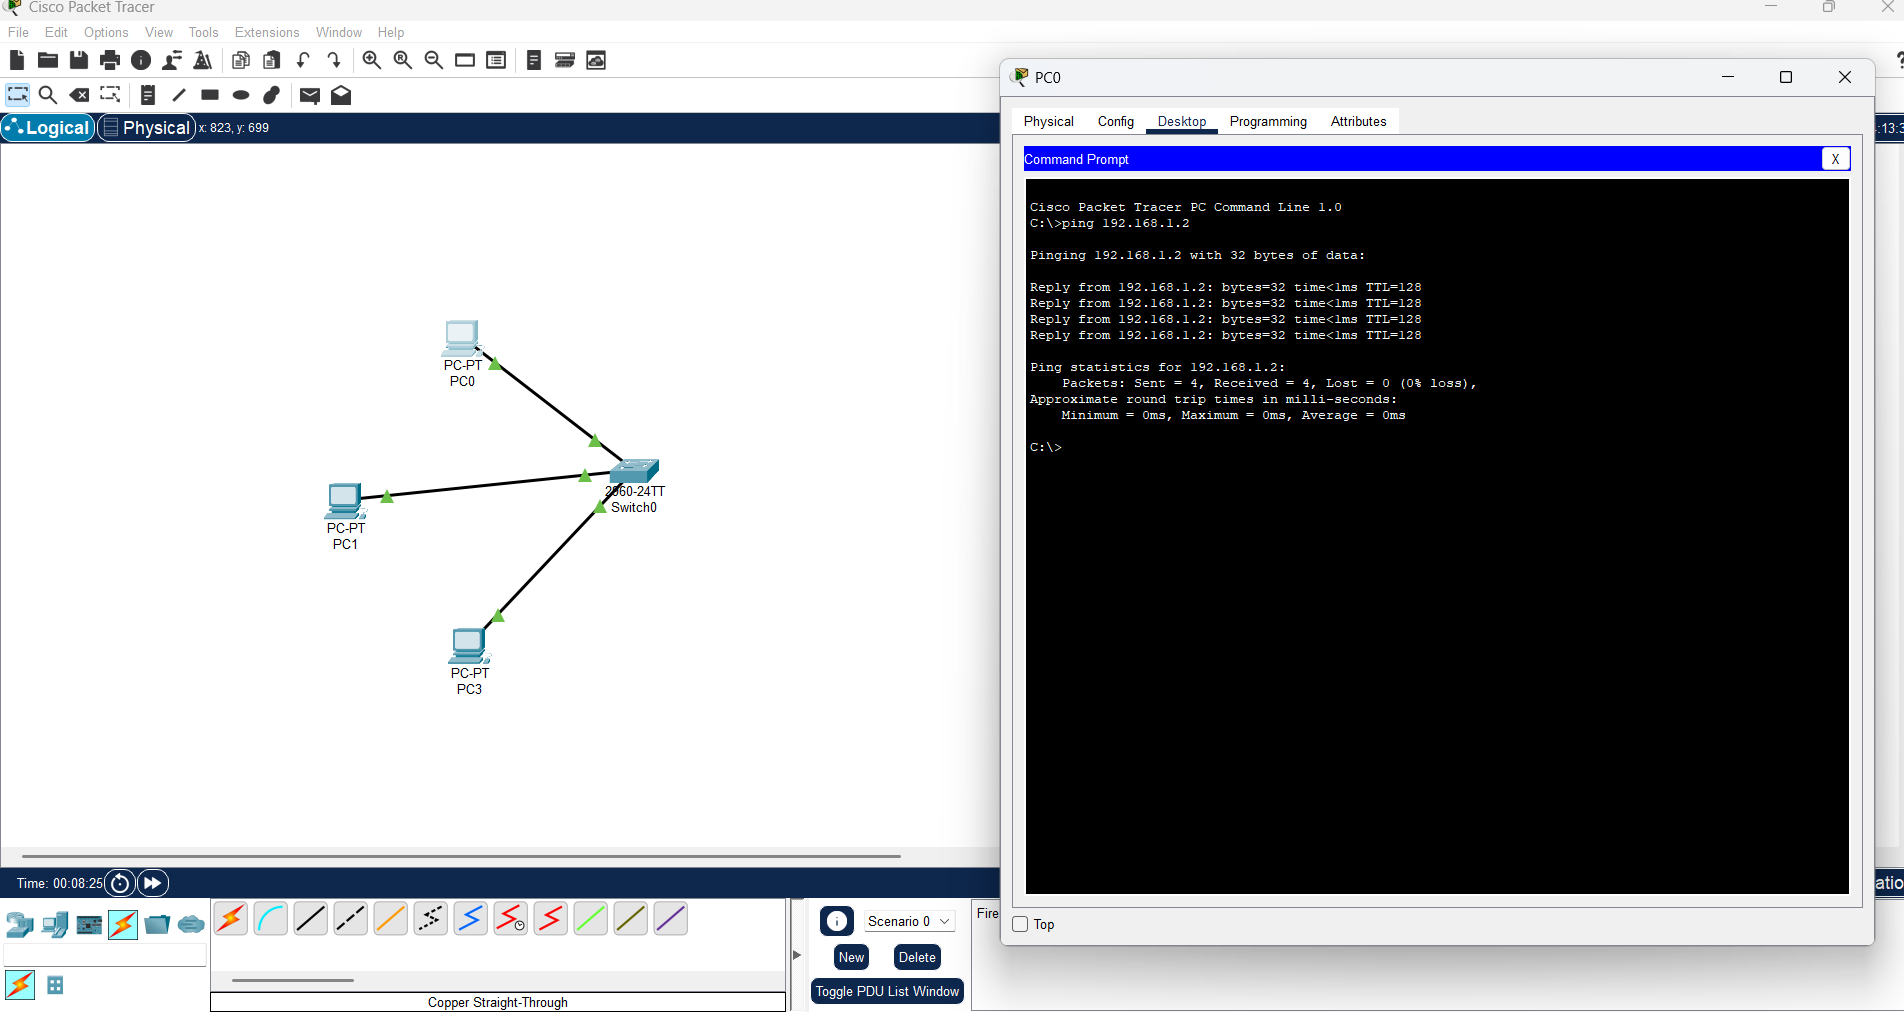 Cisco Packet Tracer
File Edit Options View Tools Extensions Window Help
Logical Physical x: 823, y: 699
PC-PT
PC0
2960-24TT
Switch0
PC-PT
PC1
PC-PT
PC3
Time: 00:08:25
Copper Straight-Through
Scenario 0
New Delete
Toggle PDU List Window
Fire
PC0
Physical Config Desktop Programming Attributes
Command Prompt X
Cisco Packet Tracer PC Command Line 1.0
C:\>ping 192.168.1.2
Pinging 192.168.1.2 with 32 bytes of data:
Reply from 192.168.1.2: bytes=32 time<1ms TTL=128
Reply from 192.168.1.2: bytes=32 time<1ms TTL=128
Reply from 192.168.1.2: bytes=32 time<1ms TTL=128
Reply from 192.168.1.2: bytes=32 time<1ms TTL=128
Ping statistics for 192.168.1.2:
Packets: Sent = 4, Received = 4, Lost = 0 (0% loss),
Approximate round trip times in milli-seconds:
Minimum = 0ms, Maximum = 0ms, Average = 0ms
C:\>
Top